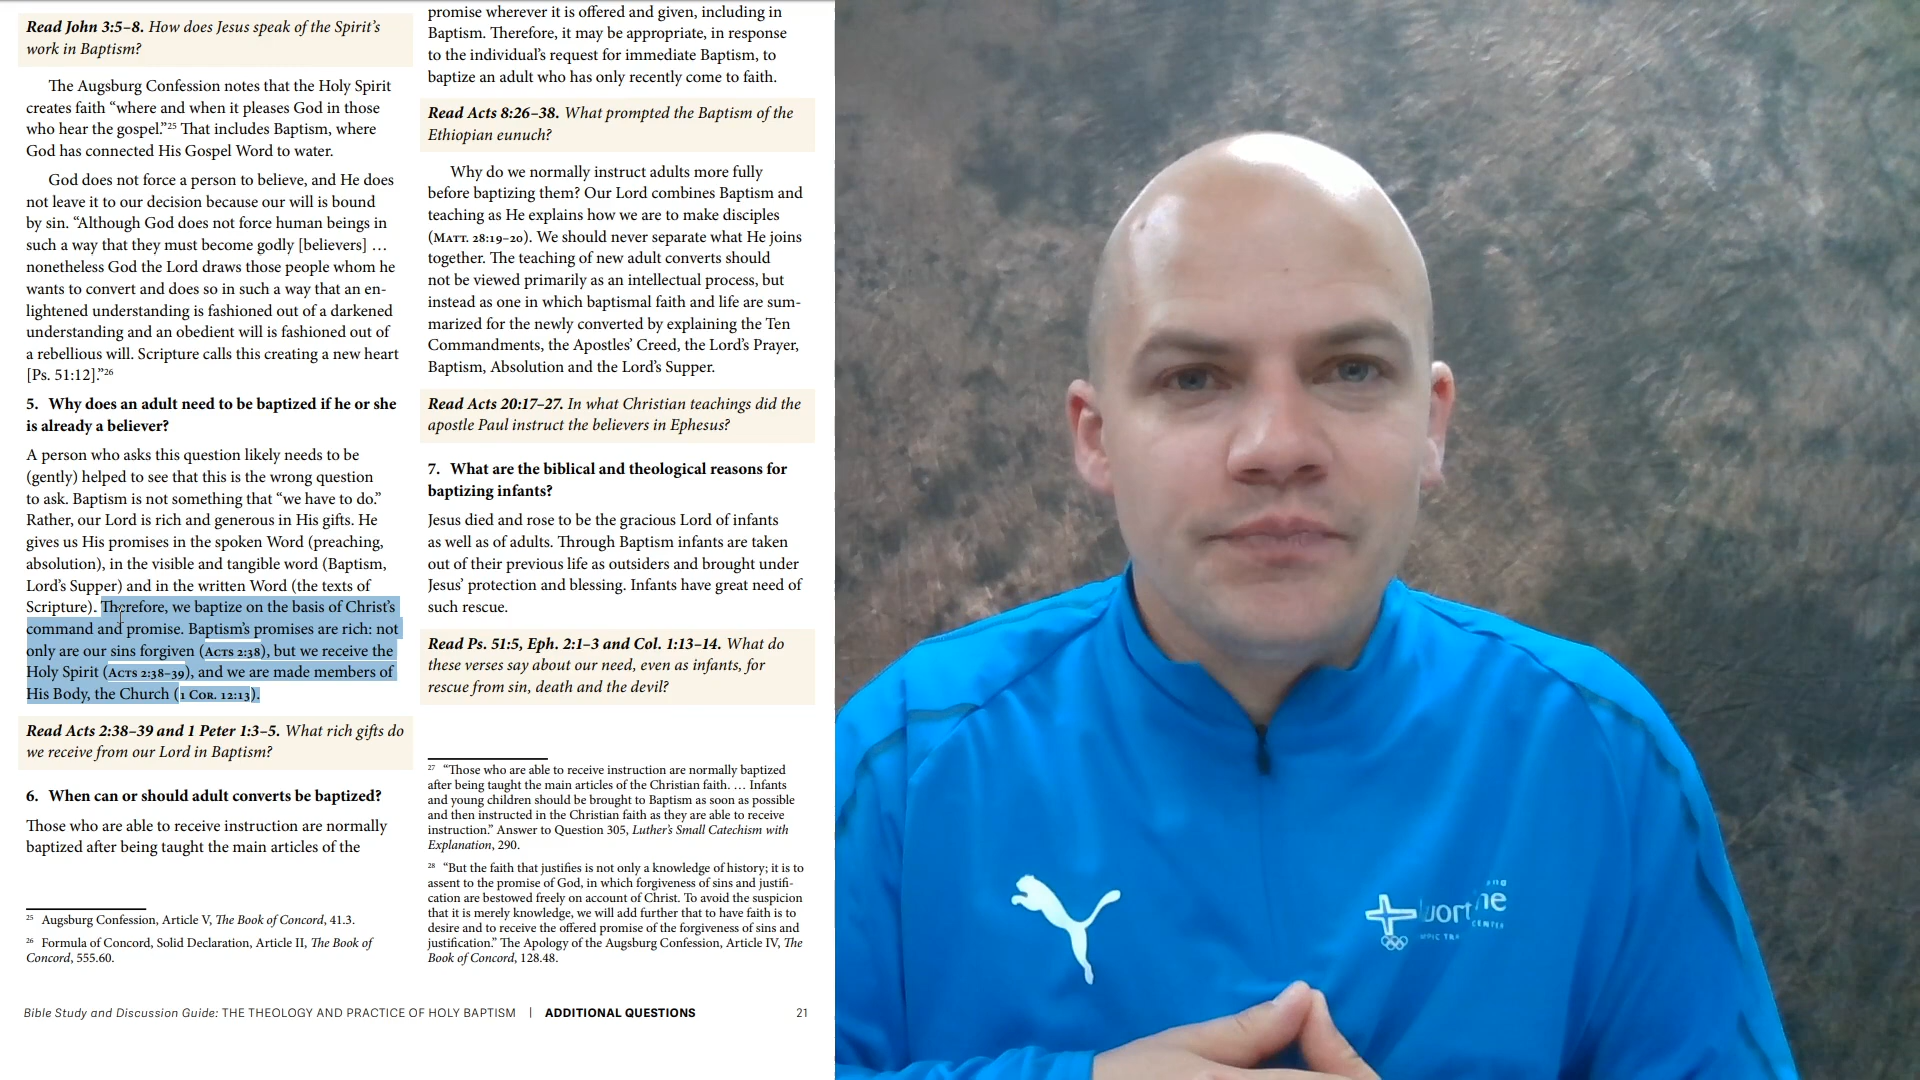 Read John 3:5–8. How does Jesus speak of the Spirit’s
work in Baptism?
The Augsburg Confession notes that the Holy Spirit
creates faith “where and when it pleases God in those
who hear the gospel.”²⁵ That includes Baptism, where
God has connected His Gospel Word to water.
God does not force a person to believe, and He does
not leave it to our decision because our will is bound
by sin. “Although God does not force human beings in
such a way that they must become godly [believers] …
nonetheless God the Lord draws those people whom he
wants to convert and does so in such a way that an en-
lightened understanding is fashioned out of a darkened
understanding and an obedient will is fashioned out of
a rebellious will. Scripture calls this creating a new heart
[Ps. 51:12].”²⁶
5. Why does an adult need to be baptized if he or she
is already a believer?
A person who asks this question likely needs to be
(gently) helped to see that this is the wrong question
to ask. Baptism is not something that “we have to do.”
Rather, our Lord is rich and generous in His gifts. He
gives us His promises in the spoken Word (preaching,
absolution), in the visible and tangible word (Baptism,
Lord’s Supper) and in the written Word (the texts of
Scripture). Therefore, we baptize on the basis of Christ’s
command and promise. Baptism’s promises are rich: not
only are our sins forgiven (Acts 2:38), but we receive the
Holy Spirit (Acts 2:38–39), and we are made members of
His Body, the Church (1 Cor. 12:13).
Read Acts 2:38–39 and 1 Peter 1:3–5. What rich gifts do
we receive from our Lord in Baptism?
6. When can or should adult converts be baptized?
Those who are able to receive instruction are normally
baptized after being taught the main articles of the
²⁵ Augsburg Confession, Article V, The Book of Concord, 41.3.
²⁶ Formula of Concord, Solid Declaration, Article II, The Book of
Concord, 555.60.
promise wherever it is offered and given, including in
Baptism. Therefore, it may be appropriate, in response
to the individual’s request for immediate Baptism, to
baptize an adult who has only recently come to faith.
Read Acts 8:26–38. What prompted the Baptism of the
Ethiopian eunuch?
Why do we normally instruct adults more fully
before baptizing them? Our Lord combines Baptism and
teaching as He explains how we are to make disciples
(Matt. 28:19–20). We should never separate what He joins
together. The teaching of new adult converts should
not be viewed primarily as an intellectual process, but
instead as one in which baptismal faith and life are sum-
marized for the newly converted by explaining the Ten
Commandments, the Apostles’ Creed, the Lord’s Prayer,
Baptism, Absolution and the Lord’s Supper.
Read Acts 20:17–27. In what Christian teachings did the
apostle Paul instruct the believers in Ephesus?
7. What are the biblical and theological reasons for
baptizing infants?
Jesus died and rose to be the gracious Lord of infants
as well as of adults. Through Baptism infants are taken
out of their previous life as outsiders and brought under
Jesus’ protection and blessing. Infants have great need of
such rescue.
Read Ps. 51:5, Eph. 2:1–3 and Col. 1:13–14. What do
these verses say about our need, even as infants, for
rescue from sin, death and the devil?
²⁷ “Those who are able to receive instruction are normally baptized
after being taught the main articles of the Christian faith. … Infants
and young children should be brought to Baptism as soon as possible
and then instructed in the Christian faith as they are able to receive
instruction.” Answer to Question 305, Luther’s Small Catechism with
Explanation, 290.
²⁸ “But the faith that justifies is not only a knowledge of history; it is to
assent to the promise of God, in which forgiveness of sins and justifi-
cation are bestowed freely on account of Christ. To avoid the suspicion
that it is merely knowledge, we will add further that to have faith is to
desire and to receive the offered promise of the forgiveness of sins and
justification.” The Apology of the Augsburg Confession, Article IV, The
Book of Concord, 128.48.
Bible Study and Discussion Guide: THE THEOLOGY AND PRACTICE OF HOLY BAPTISM | ADDITIONAL QUESTIONS 21
CENTER